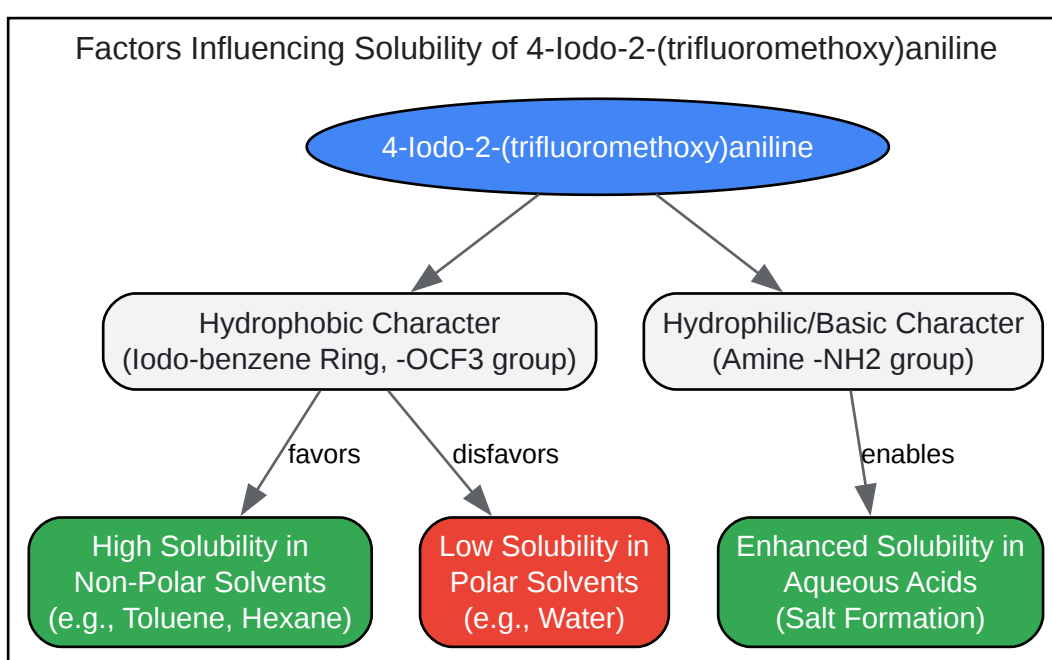 Factors Influencing Solubility of 4-Iodo-2-(trifluoromethoxy)aniline
4-Iodo-2-(trifluoromethoxy)aniline
Hydrophobic Character
(Iodo-benzene Ring, -OCF3 group)
Hydrophilic/Basic Character
(Amine -NH2 group)
favors
disfavors
enables
High Solubility in
Non-Polar Solvents
(e.g., Toluene, Hexane)
Low Solubility in
Polar Solvents
(e.g., Water)
Enhanced Solubility in
Aqueous Acids
(Salt Formation)